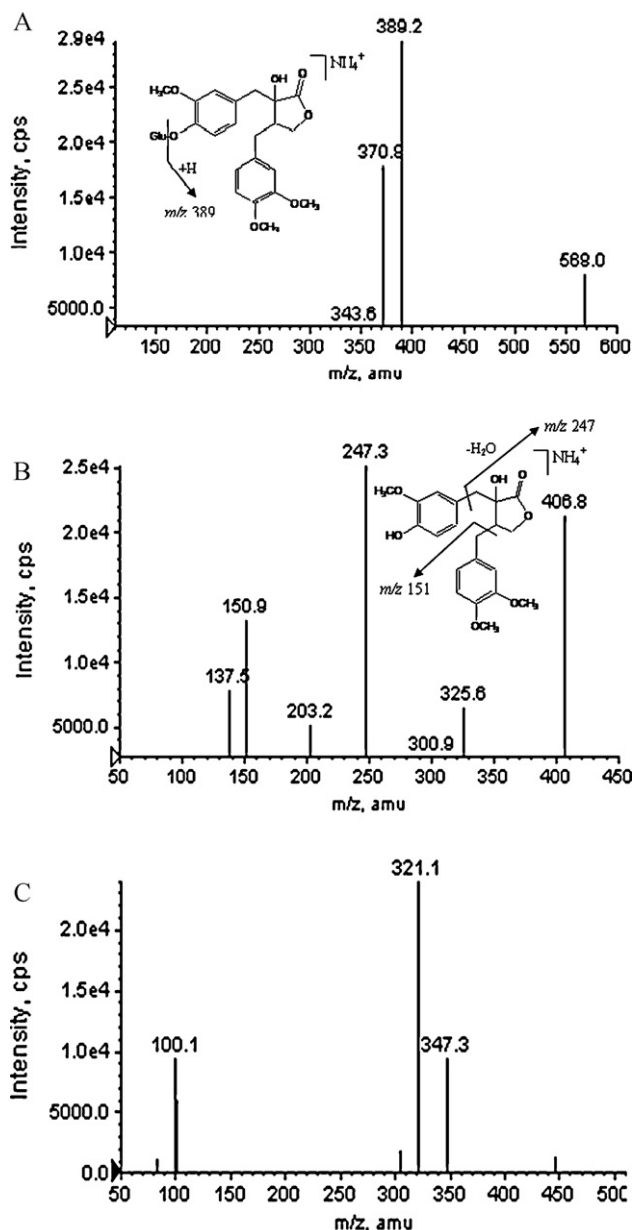 A
2.9e4
2.5e4
2.0e4
1.5e4
1.0e4
5000.0
Intensity, cps
389.2
370.8
343.6
569.0
NH₄⁺
OH
O
H₃CO
O
Glu-O
+H
m/z 389
OCH₃
OCH₃
150 200 250 300 350 400 450 500 550 600
m/z, amu
B
2.5e4
2.0e4
1.5e4
1.0e4
5000.0
Intensity, cps
247.3
-H₂O
m/z 247
NH₄⁺
406.8
OH
O
H₃CO
O
HO
m/z 151
OCH₃
OCH₃
150.9
137.5
203.2
300.9
325.6
50 100 150 200 250 300 350 400 450
m/z, amu
C
2.0e4
1.5e4
1.0e4
5000.0
0.0
Intensity, cps
321.1
100.1
347.3
50 100 150 200 250 300 350 400 450 500
m/z, amu